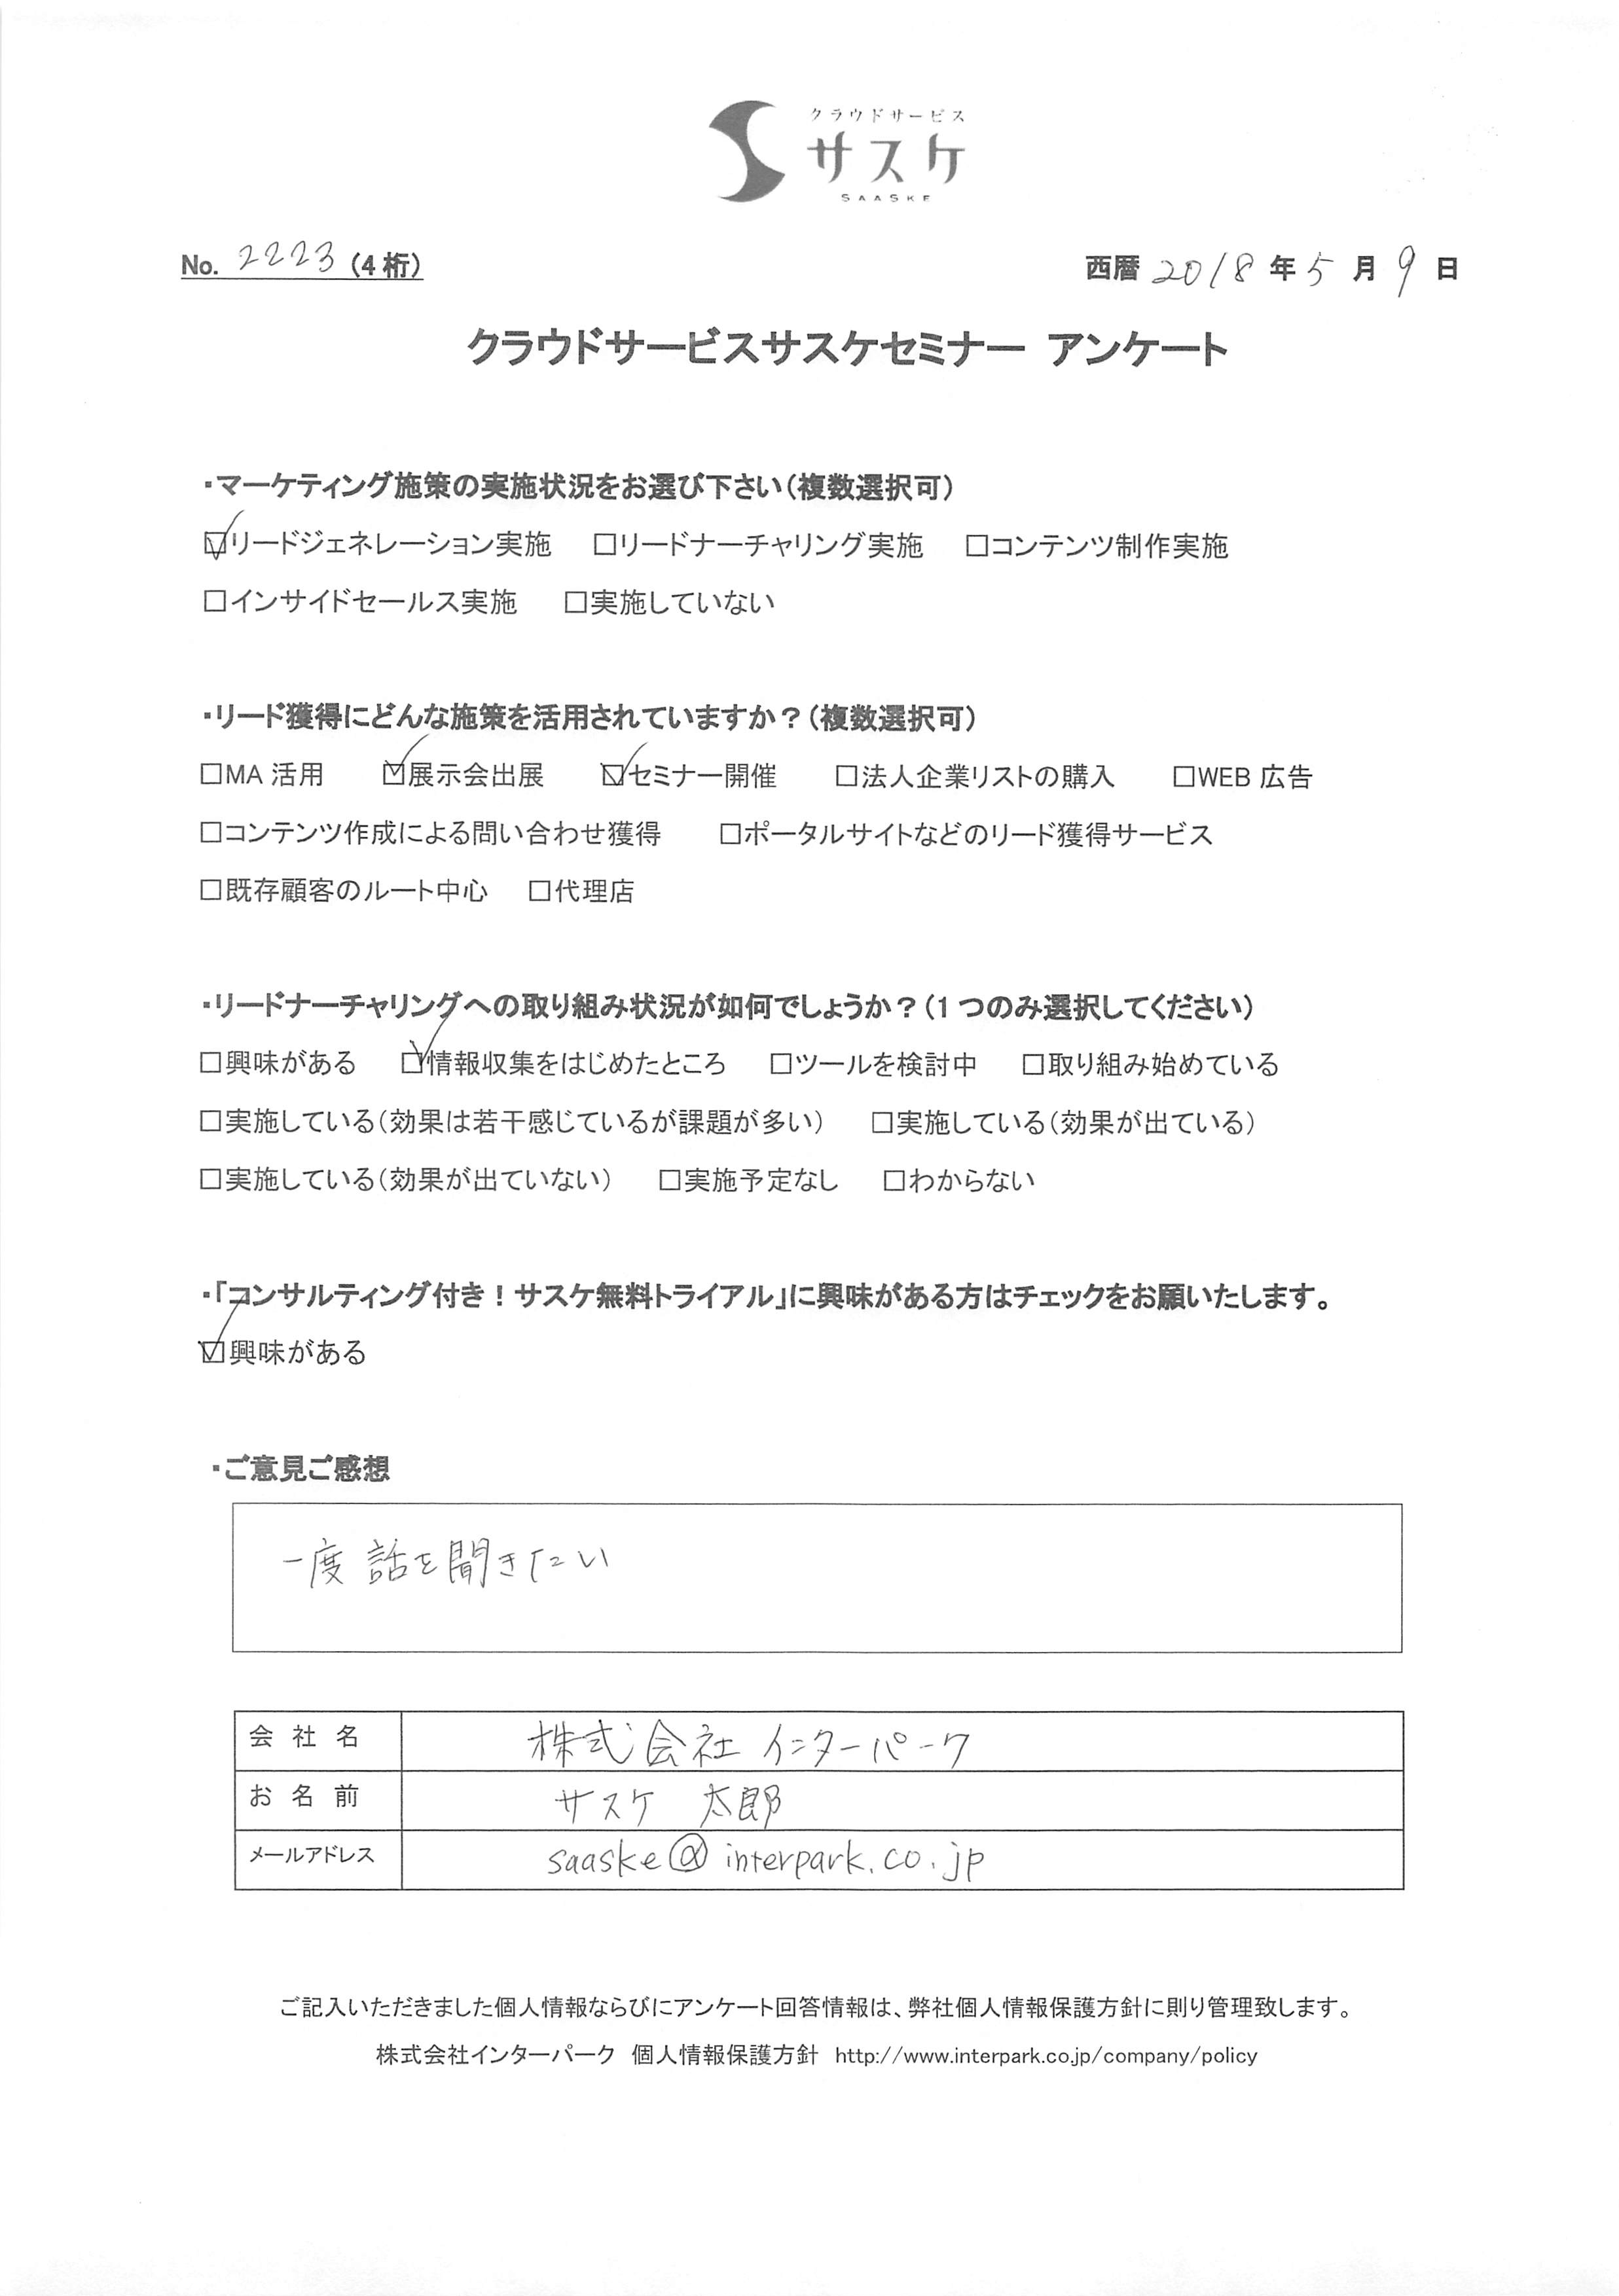 クラウドサービス
サスケ
SAASKE
No. 2223 (4桁)
西暦 2018 年 5 月 9 日
クラウドサービスサスケセミナー アンケート
・マーケティング施策の実施状況をお選び下さい（複数選択可）
☑リードジェネレーション実施 □リードナーチャリング実施 □コンテンツ制作実施
□インサイドセールス実施 □実施していない
・リード獲得にどんな施策を活用されていますか？（複数選択可）
□MA 活用 ☑展示会出展 ☑セミナー開催 □法人企業リストの購入 □WEB 広告
□コンテンツ作成による問い合わせ獲得 □ポータルサイトなどのリード獲得サービス
□既存顧客のルート中心 □代理店
・リードナーチャリングへの取り組み状況が如何でしょうか？（1 つのみ選択してください）
□興味がある ☑情報収集をはじめたところ □ツールを検討中 □取り組み始めている
□実施している（効果は若干感じているが課題が多い） □実施している（効果が出ている）
□実施している（効果が出ていない） □実施予定なし □わからない
・「コンサルティング付き！サスケ無料トライアル」に興味がある方はチェックをお願いたします。
☑興味がある
・ご意見ご感想
一度話を聞きたい
会社名 株式会社インターパーク
お名前 サスケ 太郎
メールアドレス saaske@interpark.co.jp
ご記入いただきました個人情報ならびにアンケート回答情報は、弊社個人情報保護方針に則り管理致します。
株式会社インターパーク 個人情報保護方針 http://www.interpark.co.jp/company/policy